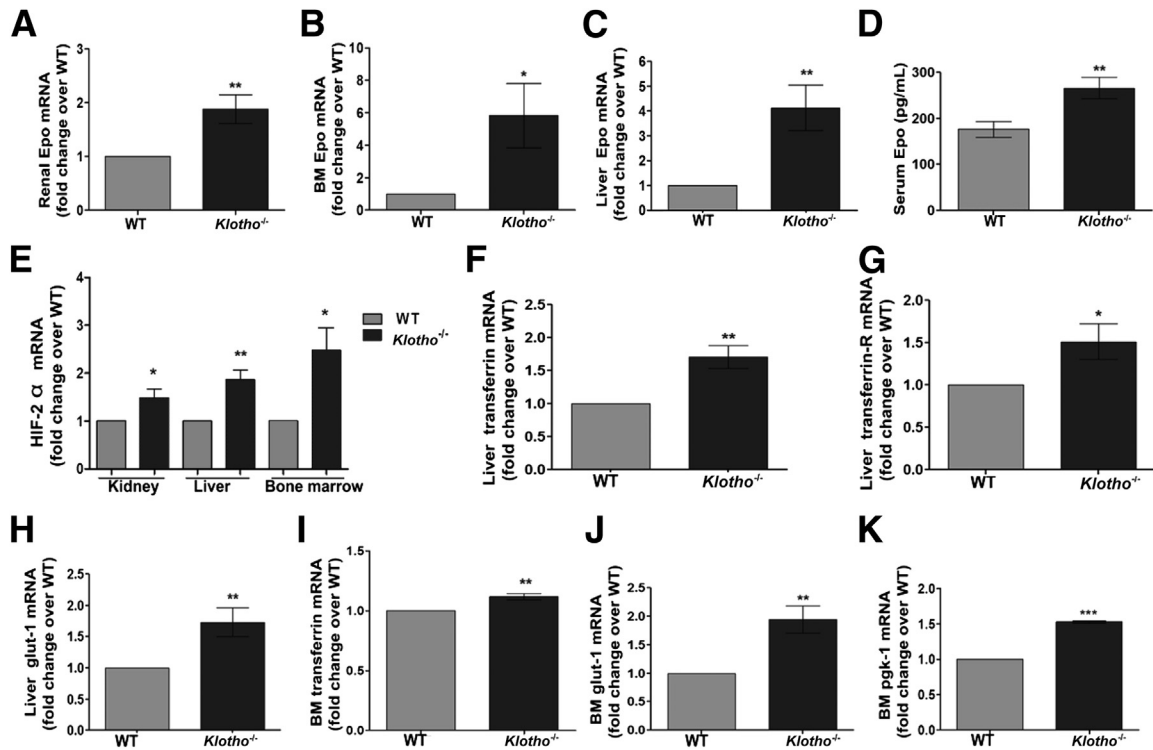 A
Renal Epo mRNA
(fold change over WT)
3
2
1
0
**
WT
Klotho-/-
B
BM Epo mRNA
(fold change over WT)
10
8
6
4
2
0
*
WT
Klotho-/-
C
Liver Epo mRNA
(fold change over WT)
6
5
4
3
2
1
0
**
WT
Klotho-/-
D
Serum Epo (pg/mL)
300
200
100
0
**
WT
Klotho-/-
E
HIF-2 α mRNA
(fold change over WT)
4
3
2
1
0
*
**
*
Kidney
Liver
Bone marrow
WT
Klotho-/-
F
Liver transferrin mRNA
(fold change over WT)
2.5
2.0
1.5
1.0
0.5
0.0
**
WT
Klotho-/-
G
Liver transferrin-R mRNA
(fold change over WT)
2.0
1.5
1.0
0.5
0.0
*
WT
Klotho-/-
H
Liver glut-1 mRNA
(fold change over WT)
2.5
2.0
1.5
1.0
0.5
0.0
**
WT
Klotho-/-
I
BM transferrin mRNA
(fold change over WT)
1.5
1.0
0.5
0.0
**
WT
Klotho-/-
J
BM glut-1 mRNA
(fold change over WT)
2.5
2.0
1.5
1.0
0.5
0.0
**
WT
Klotho-/-
K
BM pgk-1 mRNA
(fold change over WT)
2.0
1.5
1.0
0.5
0.0
***
WT
Klotho-/-